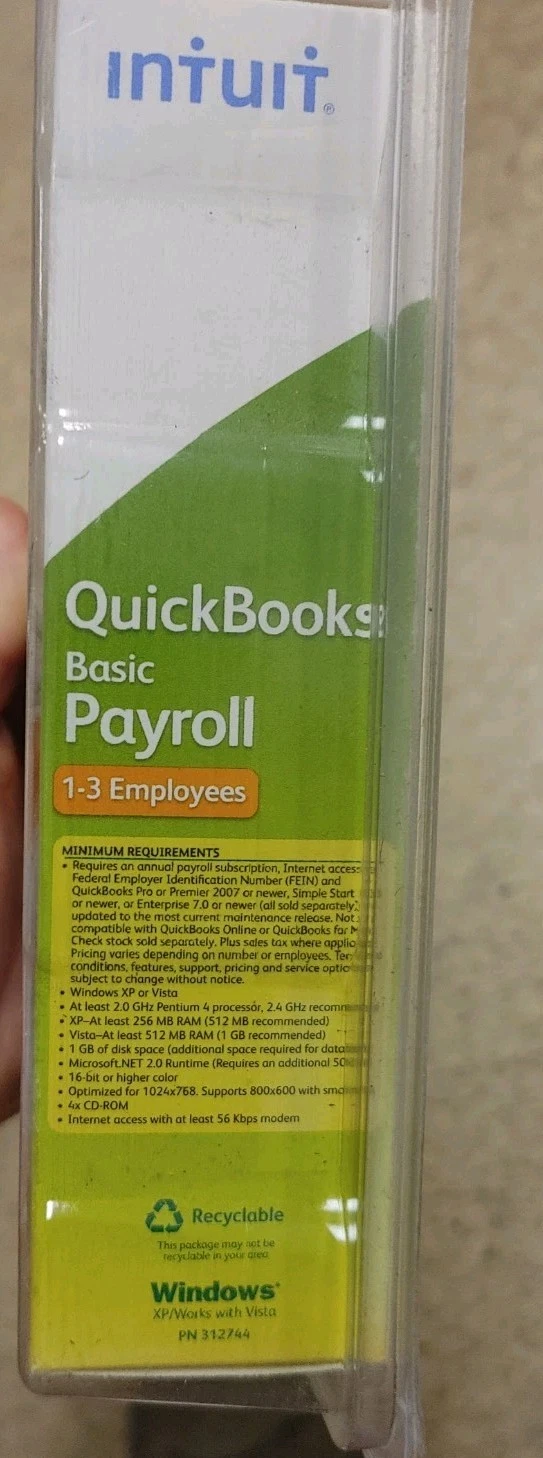 intuit®
QuickBooks
Basic
Payroll
1-3 Employees
MINIMUM REQUIREMENTS
• Requires an annual payroll subscription, Internet access
Federal Employer Identification Number (FEIN) and
QuickBooks Pro or Premier 2007 or newer, Simple Start
or newer, or Enterprise 7.0 or newer (all sold separately)
updated to the most current maintenance release. Not
compatible with QuickBooks Online or QuickBooks for
Check stock sold separately. Plus sales tax where
Pricing varies depending on number or employees.
conditions, features, support, pricing and service
subject to change without notice.
• Windows XP or Vista
• At least 2.0 GHz Pentium 4 processor, 2.4 GHz
• XP–At least 256 MB RAM (512 MB recommended)
• Vista–At least 512 MB RAM (1 GB recommended)
• 1 GB of disk space (additional space required for
• Microsoft.NET 2.0 Runtime (Requires an additional
• 16-bit or higher color
• Optimized for 1024x768. Supports 800x600 with
• 4x CD-ROM
• Internet access with at least 56 Kbps modem
Recyclable
This package may not be
recyclable in your area
Windows
XP/Works with Vista
PN 312744